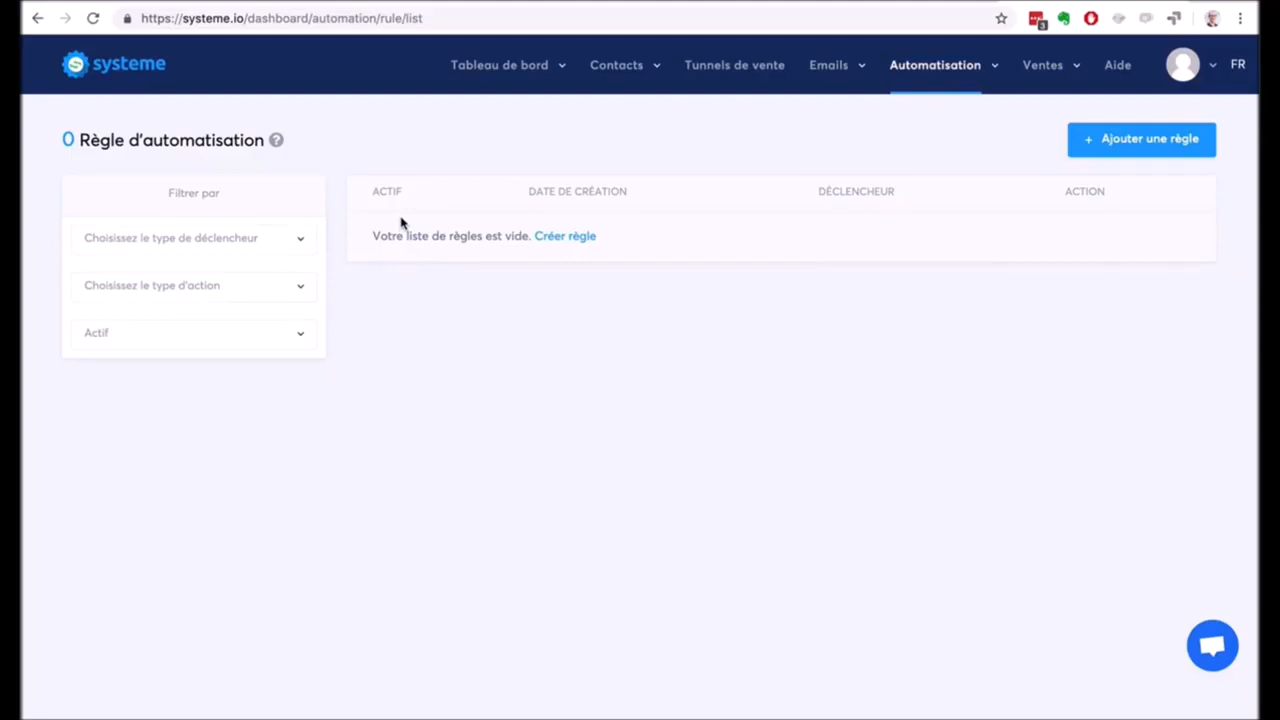 https://systeme.io/dashboard/automation/rule/list
3
S systeme
Tableau de bord
Contacts
Tunnels de vente
Emails
Automatisation
Ventes
Aide
FR
0 Règle d'automatisation ?
+ Ajouter une règle
Filtrer par
Choisissez le type de déclencheur
Choisissez le type d'action
Actif
ACTIF DATE DE CRÉATION DÉCLENCHEUR ACTION
Votre liste de règles est vide. Créer règle